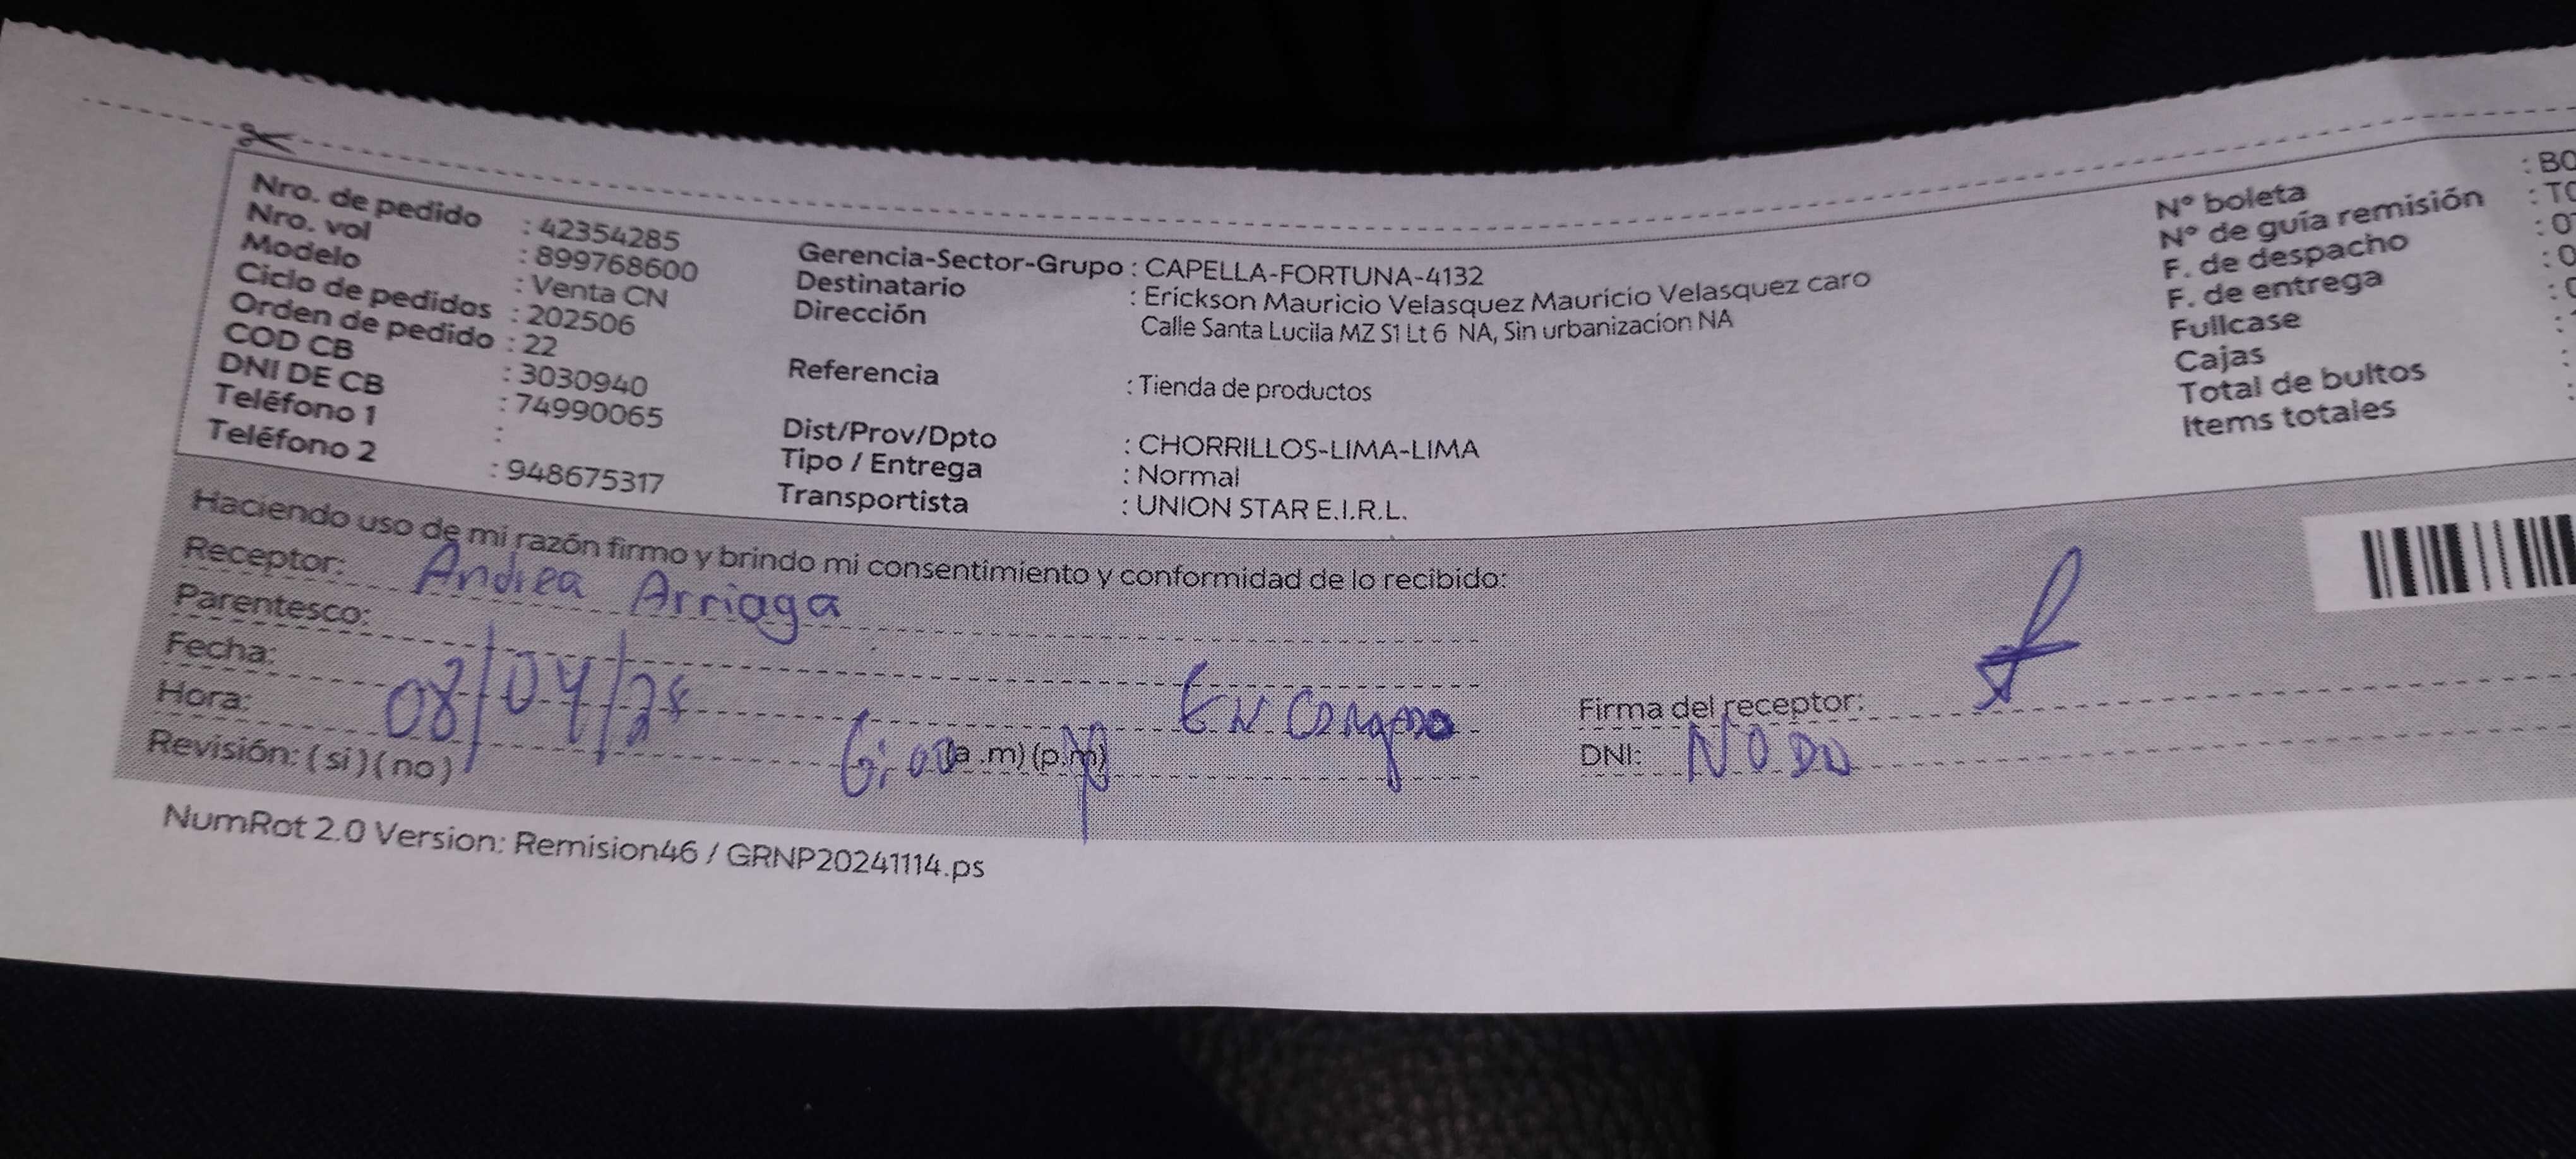 Nro. de pedido : 42354285
Nro. vol : 899768600
Modelo : Venta CN
Ciclo de pedidos : 202506
Orden de pedido : 22
COD CB : 3030940
DNI DE CB : 74990065
Teléfono 1 :
Teléfono 2 : 948675317
Gerencia-Sector-Grupo : CAPELLA-FORTUNA-4132
Destinatario : Erickson Mauricio Velasquez Mauricio Velasquez caro
Dirección Calle Santa Lucila MZ S1 Lt 6 NA, Sin urbanizacion NA
Referencia : Tienda de productos
Dist/Prov/Dpto : CHORRILLOS-LIMA-LIMA
Tipo / Entrega : Normal
Transportista : UNION STAR E.I.R.L.
N° boleta : BO
N° de guía remisión : T0
F. de despacho : 0
F. de entrega : 0
Fullcase
Cajas :
Total de bultos :
Items totales :
Haciendo uso de mi razón firmo y brindo mi consentimiento y conformidad de lo recibido:
Receptor: Andrea Arriaga
Parentesco:
Fecha: 08/04/25
Hora: (a .m) (p.m)
Revisión: ( si ) ( no )
Firma del receptor:
DNI:
NumRot 2.0 Version: Remision46 / GRNP20241114.ps